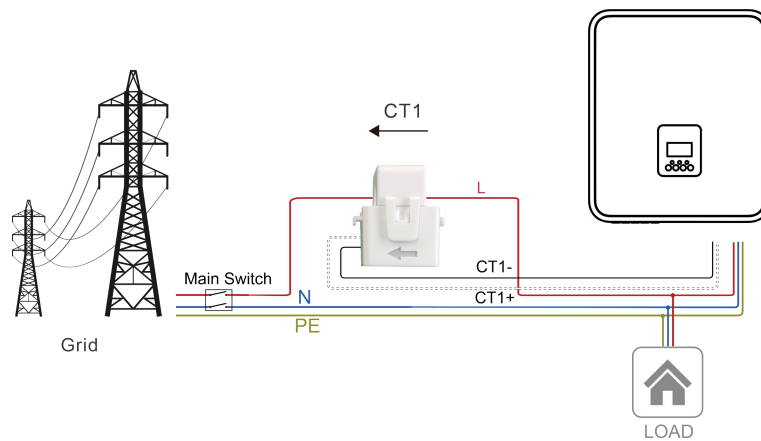 CT1
L
CT1-
Main Switch
N
CT1+
PE
Grid
LOAD